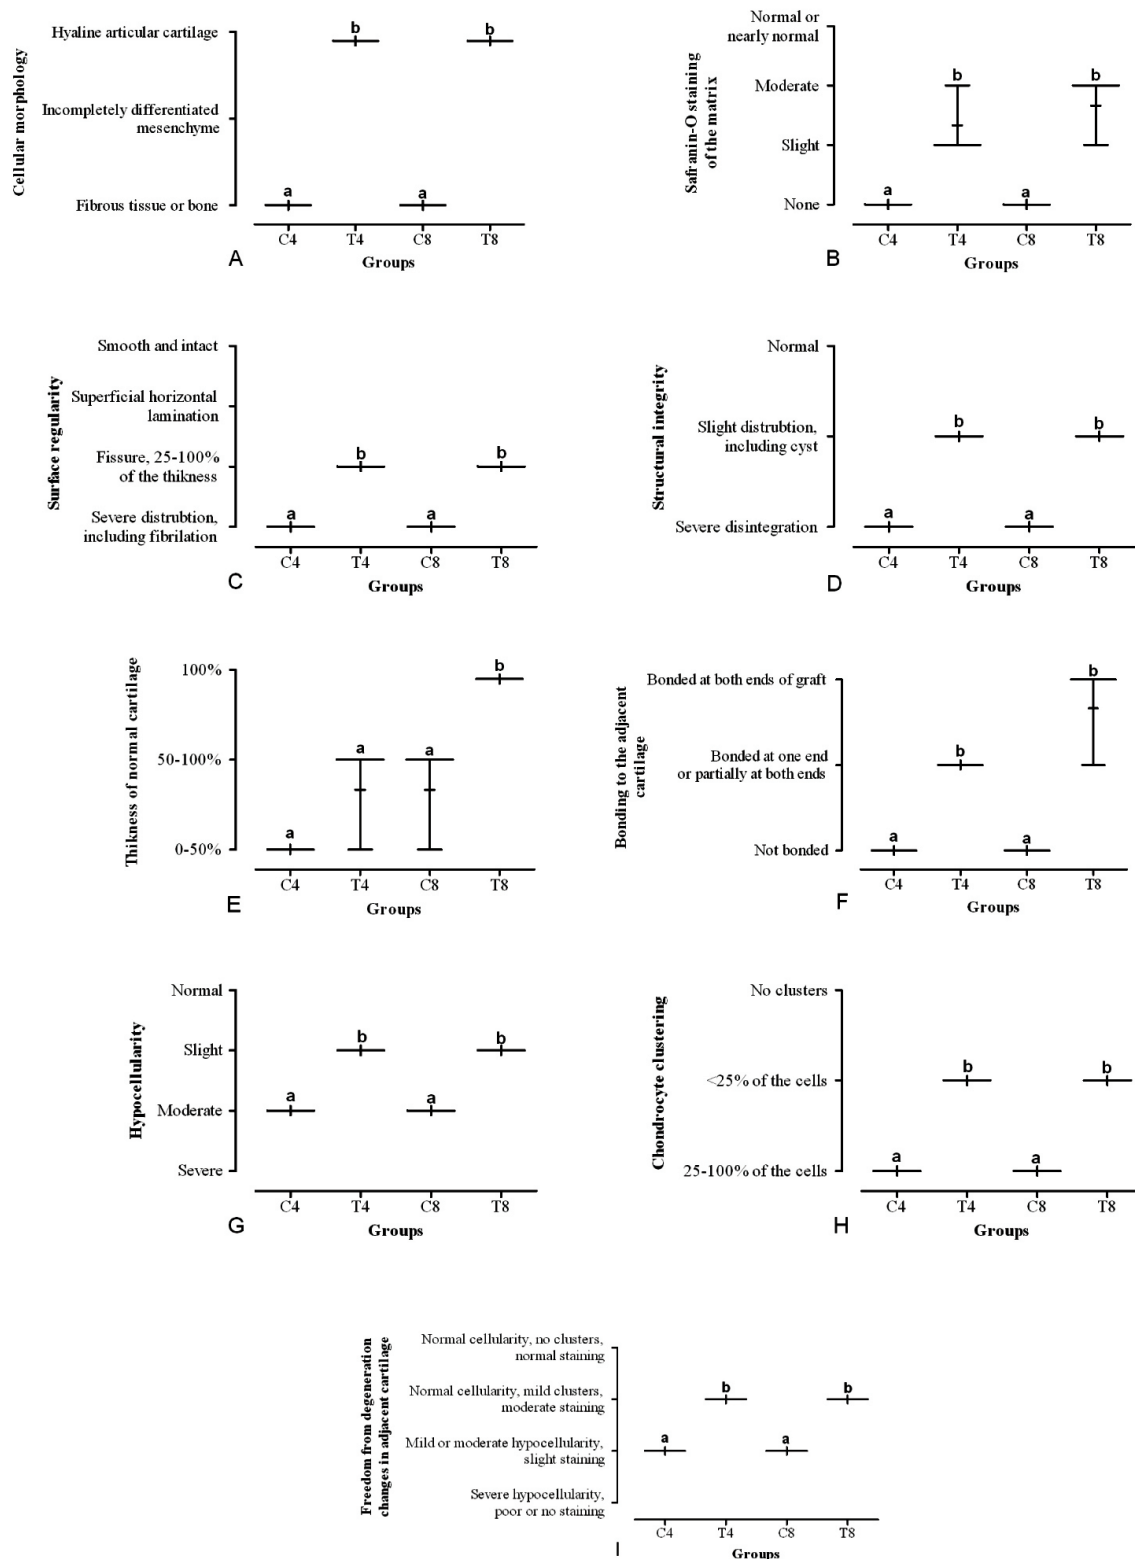 Cellular morphology
Hyaline articular cartilage
Incompletely differentiated
mesenchyme
Fibrous tissue or bone
a
b
a
b
C4 T4 C8 T8
Groups
A
Safranin-O staining
of the matrix
Normal or
nearly normal
Moderate
Slight
None
a
b
a
b
C4 T4 C8 T8
Groups
B
Surface regularity
Smooth and intact
Superficial horizontal
lamination
Fissure, 25-100%
of the thikness
Severe distrubtion,
including fibrilation
a
b
a
b
C4 T4 C8 T8
Groups
C
Structural integrity
Normal
Slight distrubtion,
including cyst
Severe disintegration
a
b
a
b
C4 T4 C8 T8
Groups
D
Thikness of normal cartilage
100%
50-100%
0-50%
a
a
a
b
C4 T4 C8 T8
Groups
E
Bonding to the adjacent
cartilage
Bonded at both ends of graft
Bonded at one end
or partially at both ends
Not bonded
a
b
a
b
C4 T4 C8 T8
Groups
F
Hypocellularity
Normal
Slight
Moderate
Severe
a
b
a
b
C4 T4 C8 T8
Groups
G
Chondrocyte clustering
No clusters
<25% of the cells
25-100% of the cells
a
b
a
b
C4 T4 C8 T8
Groups
H
Freedom from degeneration
changes in adjacent cartilage
Normal cellularity, no clusters,
normal staining
Normal cellularity, mild clusters,
moderate staining
Mild or moderate hypocellularity,
slight staining
Severe hypocellularity,
poor or no staining
a
b
a
b
C4 T4 C8 T8
Groups
I